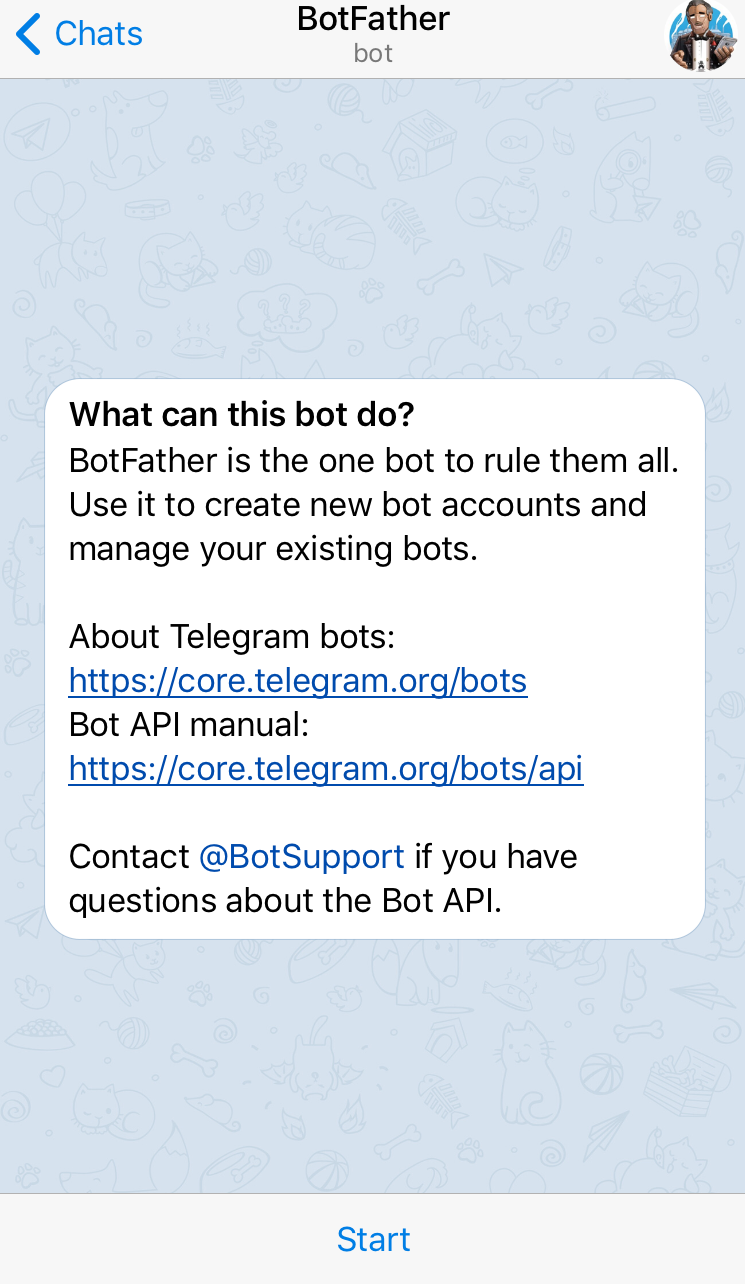 Chats
BotFather
bot
What can this bot do?
BotFather is the one bot to rule them all.
Use it to create new bot accounts and
manage your existing bots.
About Telegram bots:
https://core.telegram.org/bots
Bot API manual:
https://core.telegram.org/bots/api
Contact @BotSupport if you have
questions about the Bot API.
Start